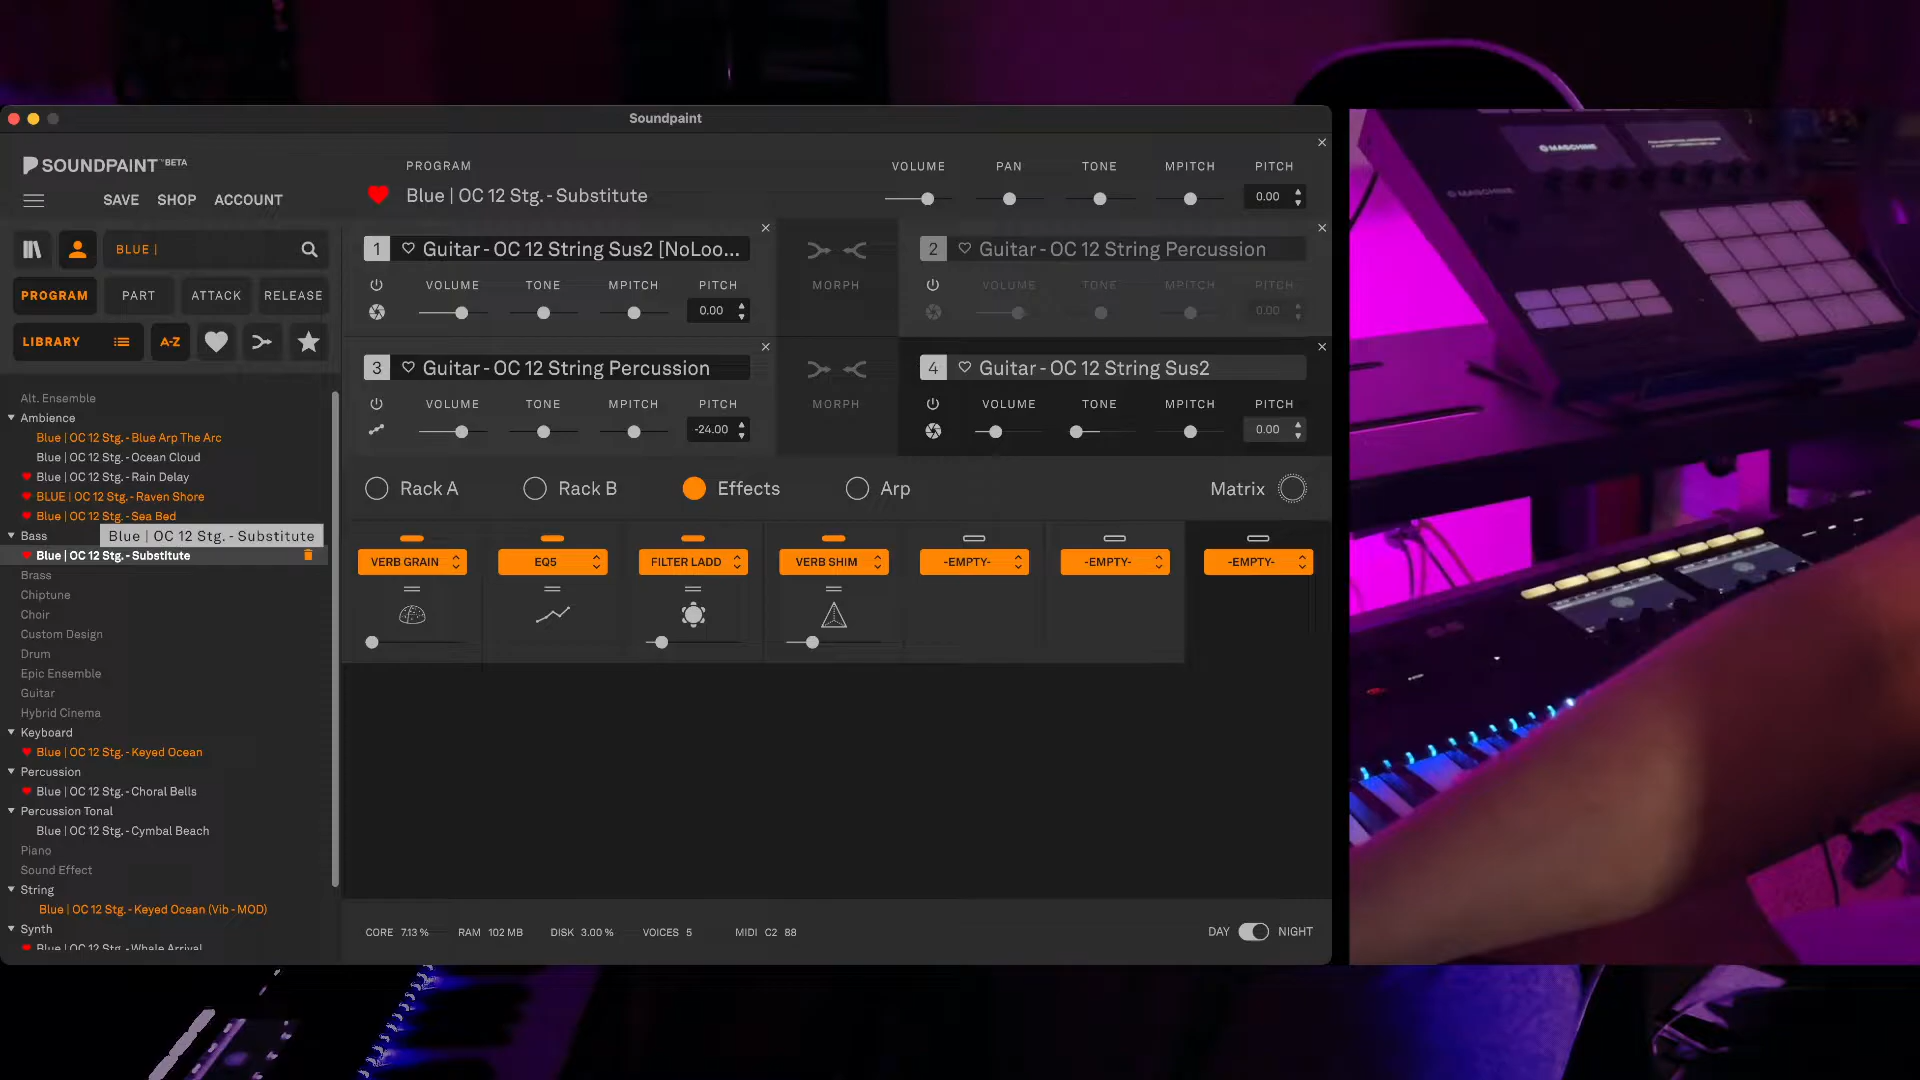 Soundpaint
SOUNDPAINT™BETA
SAVE SHOP ACCOUNT
PROGRAM
Blue | OC 12 Stg. - Substitute
VOLUME PAN TONE MPITCH PITCH
0.00
BLUE |
PROGRAM PART ATTACK RELEASE
LIBRARY A-Z
1 Guitar - OC 12 String Sus2 [NoLoo...
VOLUME TONE MPITCH PITCH
0.00
MORPH
2 Guitar - OC 12 String Percussion
VOLUME TONE MPITCH PITCH
0.00
3 Guitar - OC 12 String Percussion
VOLUME TONE MPITCH PITCH
-24.00
MORPH
4 Guitar - OC 12 String Sus2
VOLUME TONE MPITCH PITCH
0.00
Alt. Ensemble
Ambience
Blue | OC 12 Stg. - Blue Arp The Arc
Blue | OC 12 Stg. - Ocean Cloud
Blue | OC 12 Stg. - Rain Delay
BLUE | OC 12 Stg. - Raven Shore
Blue | OC 12 Stg. - Sea Bed
Bass
Blue | OC 12 Stg. - Substitute
Blue | OC 12 Stg. - Substitute
Brass
Chiptune
Choir
Custom Design
Drum
Epic Ensemble
Guitar
Hybrid Cinema
Keyboard
Blue | OC 12 Stg. - Keyed Ocean
Percussion
Blue | OC 12 Stg. - Choral Bells
Percussion Tonal
Blue | OC 12 Stg. - Cymbal Beach
Piano
Sound Effect
String
Blue | OC 12 Stg. - Keyed Ocean (Vib - MOD)
Synth
Blue | OC 12 Stg. - Whale Arrival
Rack A Rack B Effects Arp Matrix
VERB GRAIN EQ5 FILTER LADD VERB SHIM -EMPTY- -EMPTY- -EMPTY-
CORE 7.13 % RAM 102 MB DISK 3.00 % VOICES 5 MIDI C2 88
DAY NIGHT
MASCHINE
MASCHINE